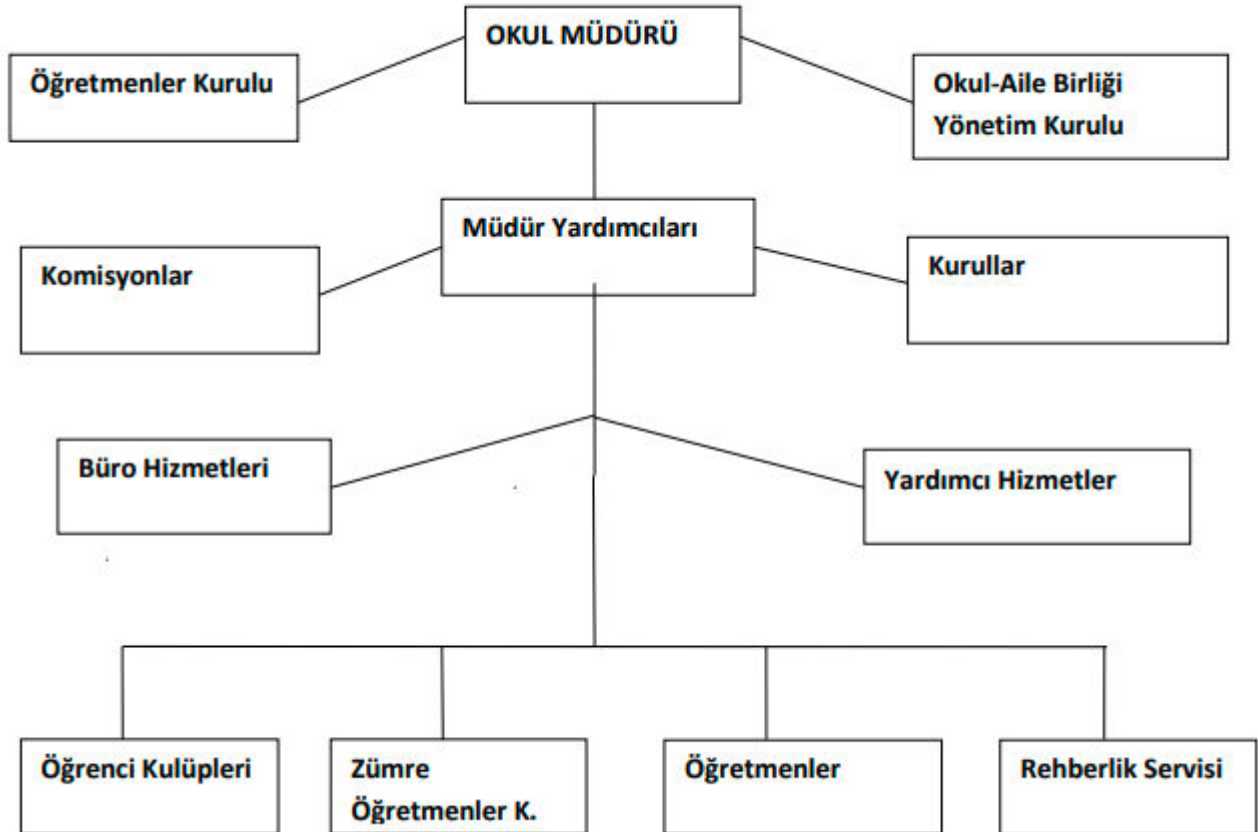 OKUL MÜDÜRÜ
Öğretmenler Kurulu
Okul-Aile Birliği
Yönetim Kurulu
Müdür Yardımcıları
Komisyonlar
Kurullar
Büro Hizmetleri
Yardımcı Hizmetler
Öğrenci Kulüpleri
Zümre
Öğretmenler K.
Öğretmenler
Rehberlik Servisi